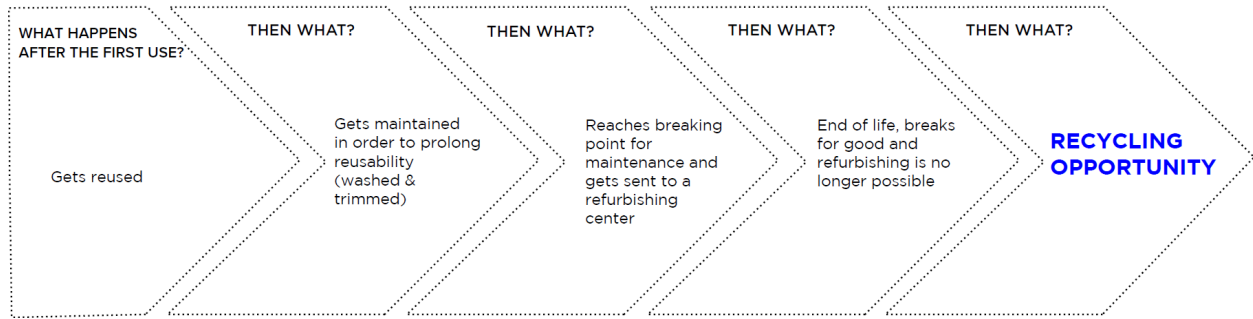 WHAT HAPPENS
AFTER THE FIRST USE?
Gets reused
THEN WHAT?
Gets maintained
in order to prolong
reusability
(washed &
trimmed)
THEN WHAT?
Reaches breaking
point for
maintenance and
gets sent to a
refurbishing
center
THEN WHAT?
End of life, breaks
for good and
refurbishing is no
longer possible
THEN WHAT?
RECYCLING
OPPORTUNITY